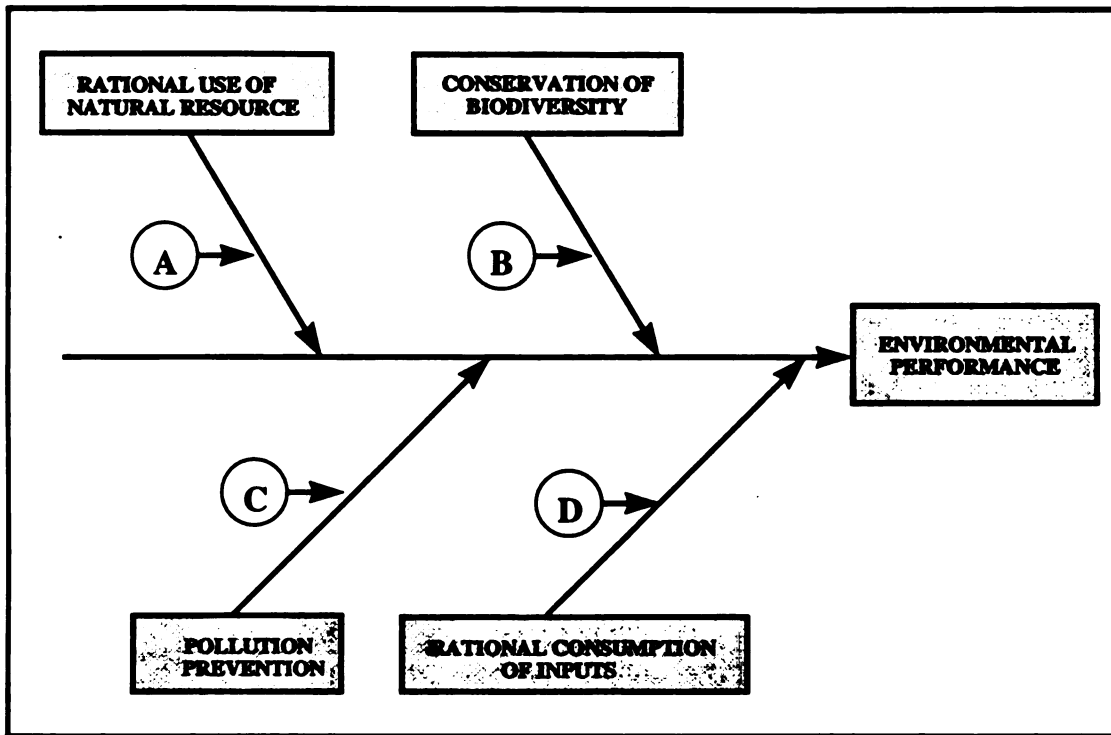 RATIONAL USE OF
NATURAL RESOURCE
CONSERVATION OF
BIODIVERSITY
A
B
ENVIRONMENTAL
PERFORMANCE
C
D
POLLUTION
PREVENTION
RATIONAL CONSUMPTION
OF INPUTS